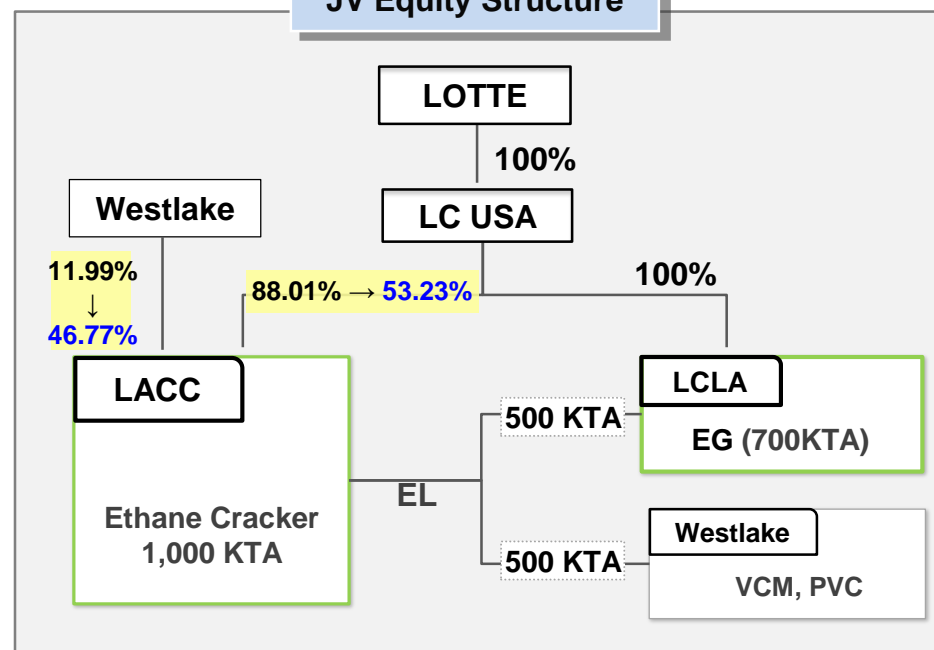 JV Equity Structure
LOTTE
100%
Westlake
LC USA
11.99%
↓
46.77%
88.01% → 53.23%
100%
LACC
Ethane Cracker
1,000 KTA
EL
500 KTA
LCLA
EG (700KTA)
500 KTA
Westlake
VCM, PVC